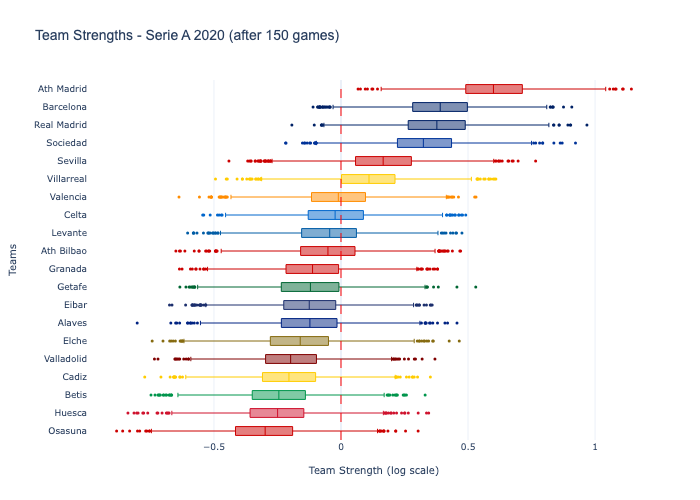 Team Strengths - Serie A 2020 (after 150 games)
Ath Madrid
Barcelona
Real Madrid
Sociedad
Sevilla
Villarreal
Valencia
Celta
Levante
Ath Bilbao
Granada
Getafe
Eibar
Alaves
Elche
Valladolid
Cadiz
Betis
Huesca
Osasuna
Teams
−0.5 0 0.5 1
Team Strength (log scale)